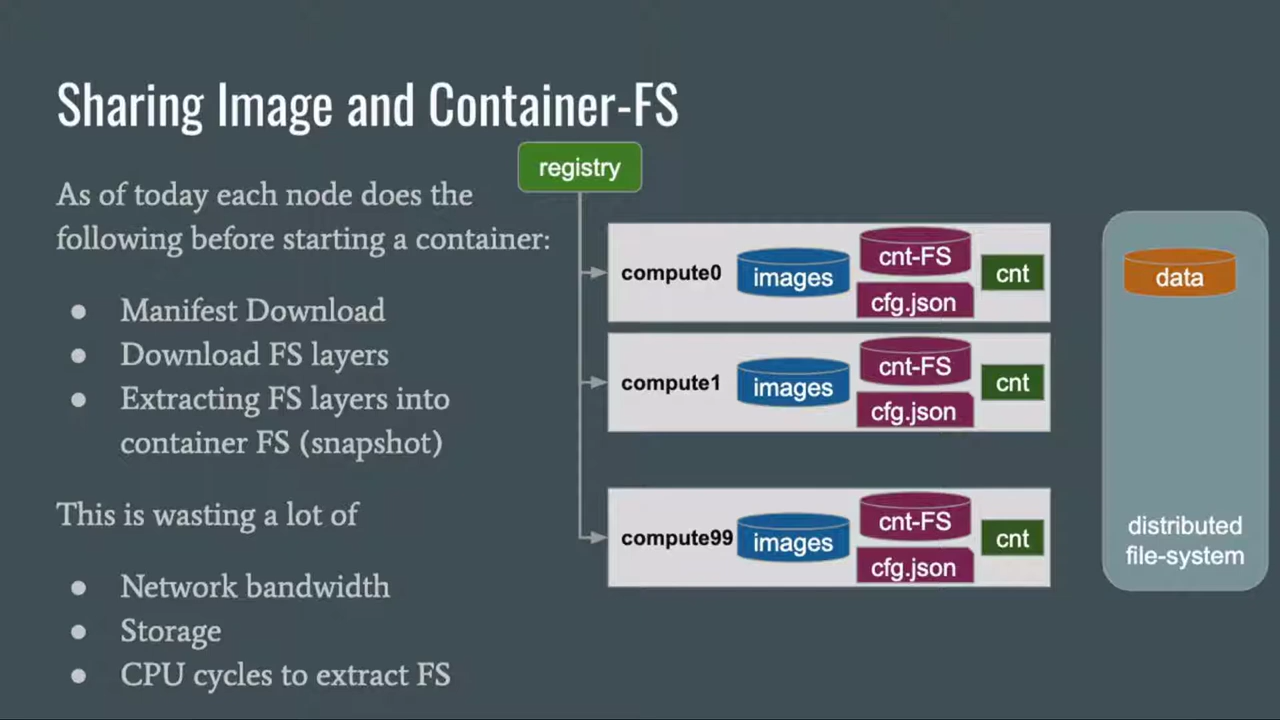 Sharing Image and Container-FS
As of today each node does the
following before starting a container:
● Manifest Download
● Download FS layers
● Extracting FS layers into
container FS (snapshot)
This is wasting a lot of
● Network bandwidth
● Storage
● CPU cycles to extract FS
registry
compute0
images
cnt-FS
cfg.json
cnt
compute1
images
cnt-FS
cfg.json
cnt
compute99
images
cnt-FS
cfg.json
cnt
data
distributed
file-system